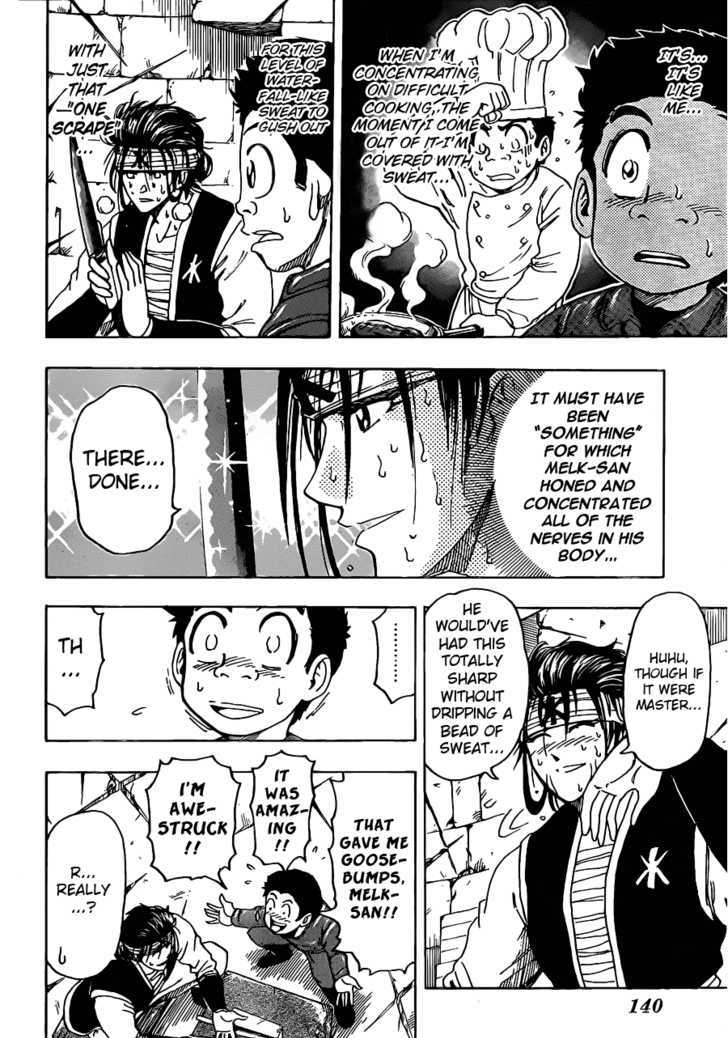 IT'S...
IT'S
LIKE
ME...
WHEN I'M
CONCENTRATING
ON DIFFICULT
COOKING, THE
MOMENT I COME
OUT OF IT I'M
COVERED WITH
SWEAT...
FOR THIS
LEVEL OF
WATER-
FALL-LIKE
SWEAT TO
GUSH OUT
WITH
JUST
THAT
"ONE
SCRAPE"
...
IT MUST HAVE
BEEN
"SOMETHING"
FOR WHICH
MELK-SAN
HONED AND
CONCENTRATED
ALL OF THE
NERVES IN HIS
BODY...
THERE...
DONE...
HUHU,
THOUGH IF
IT WERE
MASTER...
HE
WOULD'VE
HAD THIS
TOTALLY
SHARP
WITHOUT
DRIPPING A
BEAD OF
SWEAT...
.........
TH
...
THAT
GAVE ME
GOOSE-
BUMPS,
MELK-
SAN!!
IT
WAS
AMAZ-
ING
!!
I'M
AWE-
STRUCK
!!
R...
REALLY
...?
140